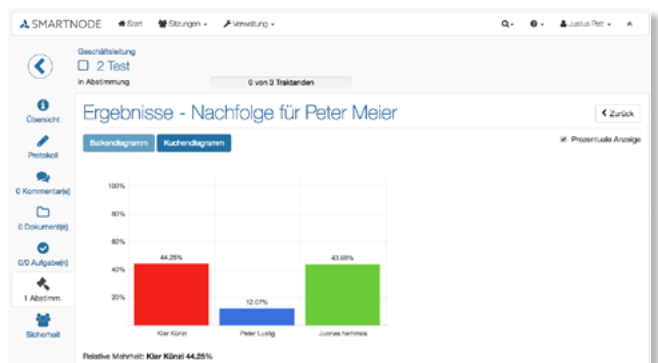 SMARTNODE Start Sitzungen Verwaltung Justus Perl
Geschäftsleitung
2 Test
in Abstimmung 0 von 3 Traktanden
Übersicht
Protokoll
0 Kommentar(e)
0 Dokument(e)
0/0 Aufgabe(n)
1 Abstimm.
Sicherheit
Ergebnisse - Nachfolge für Peter Meier
Zurück
Balkendiagramm Kuchendiagramm Prozentuale Anzeige
100%
80%
60%
40%
20%
44.25%
12.07%
43.68%
Klar Künzi Peter Lustig
Relative Mehrheit: Klar Künzi 44.25%